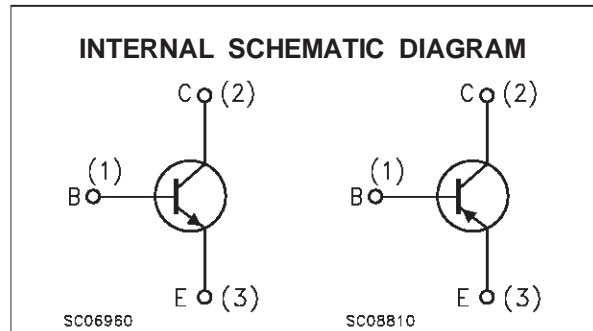 INTERNAL SCHEMATIC DIAGRAM
C (2) C (2)
(1) (1)
B B
E (3) E (3)
SC06960 SC08810